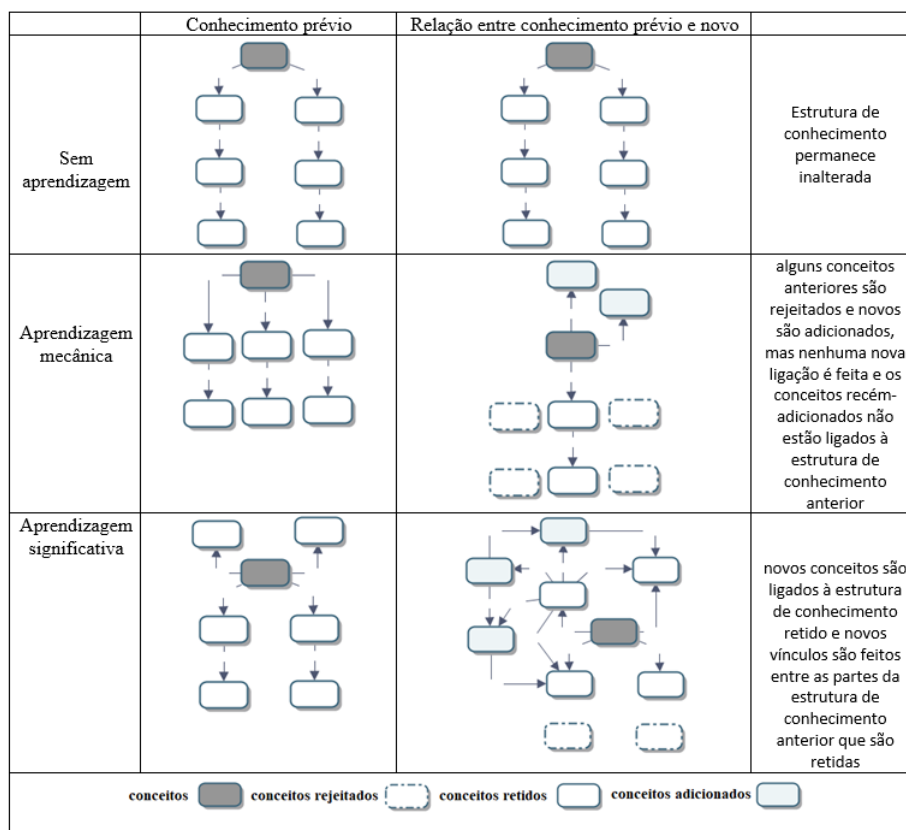 Conhecimento prévio
Relação entre conhecimento prévio e novo
Sem
aprendizagem
Estrutura de
conhecimento
permanece
inalterada
Aprendizagem
mecânica
alguns conceitos
anteriores são
rejeitados e novos
são adicionados,
mas nenhuma nova
ligação é feita e os
conceitos recém-
adicionados não
estão ligados à
estrutura de
conhecimento
anterior
Aprendizagem
significativa
novos conceitos são
ligados à estrutura
de conhecimento
retido e novos
vínculos são feitos
entre as partes da
estrutura de
conhecimento
anterior que são
retidas
conceitos conceitos rejeitados conceitos retidos conceitos adicionados